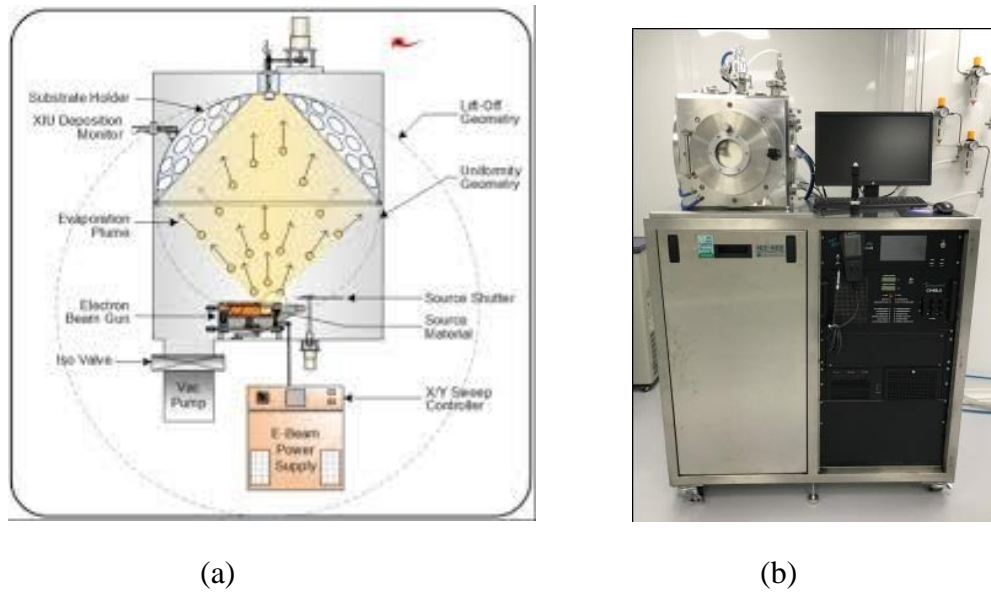 Substrate Holder
XIU Deposition
Monitor
Evaporation
Plume
Electron
Beam Gun
Iso Valve
Vac
Pump
Lift-Off
Geometry
Uniformity
Geometry
Source Shutter
Source
Material
X/Y Sweep
Controller
E-Beam
Power
Supply
(a)
(b)